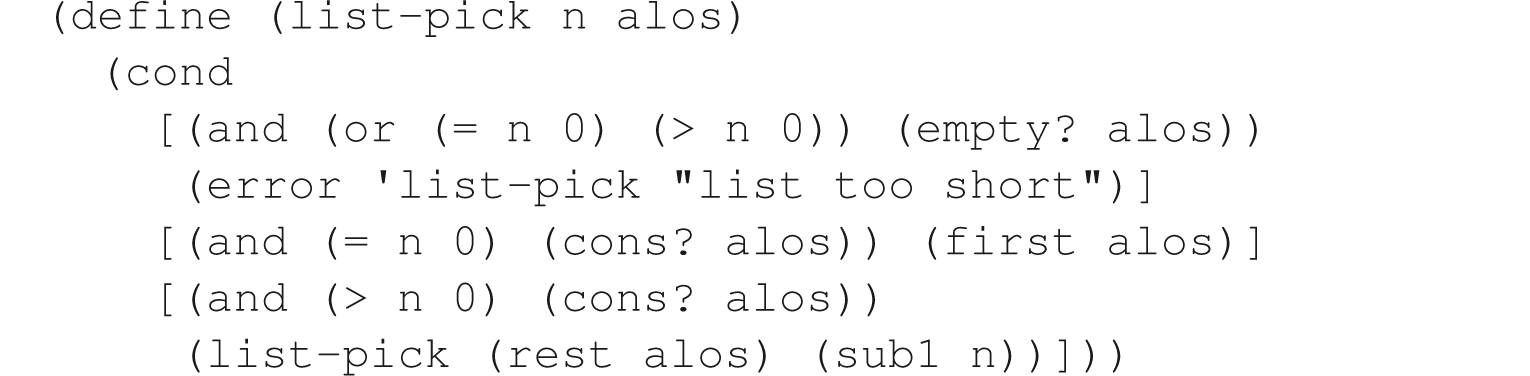 (define (list-pick n alos)
(cond
[(and (or (= n 0) (> n 0)) (empty? alos))
(error 'list-pick "list too short")]
[(and (= n 0) (cons? alos)) (first alos)]
[(and (> n 0) (cons? alos))
(list-pick (rest alos) (sub1 n))]))